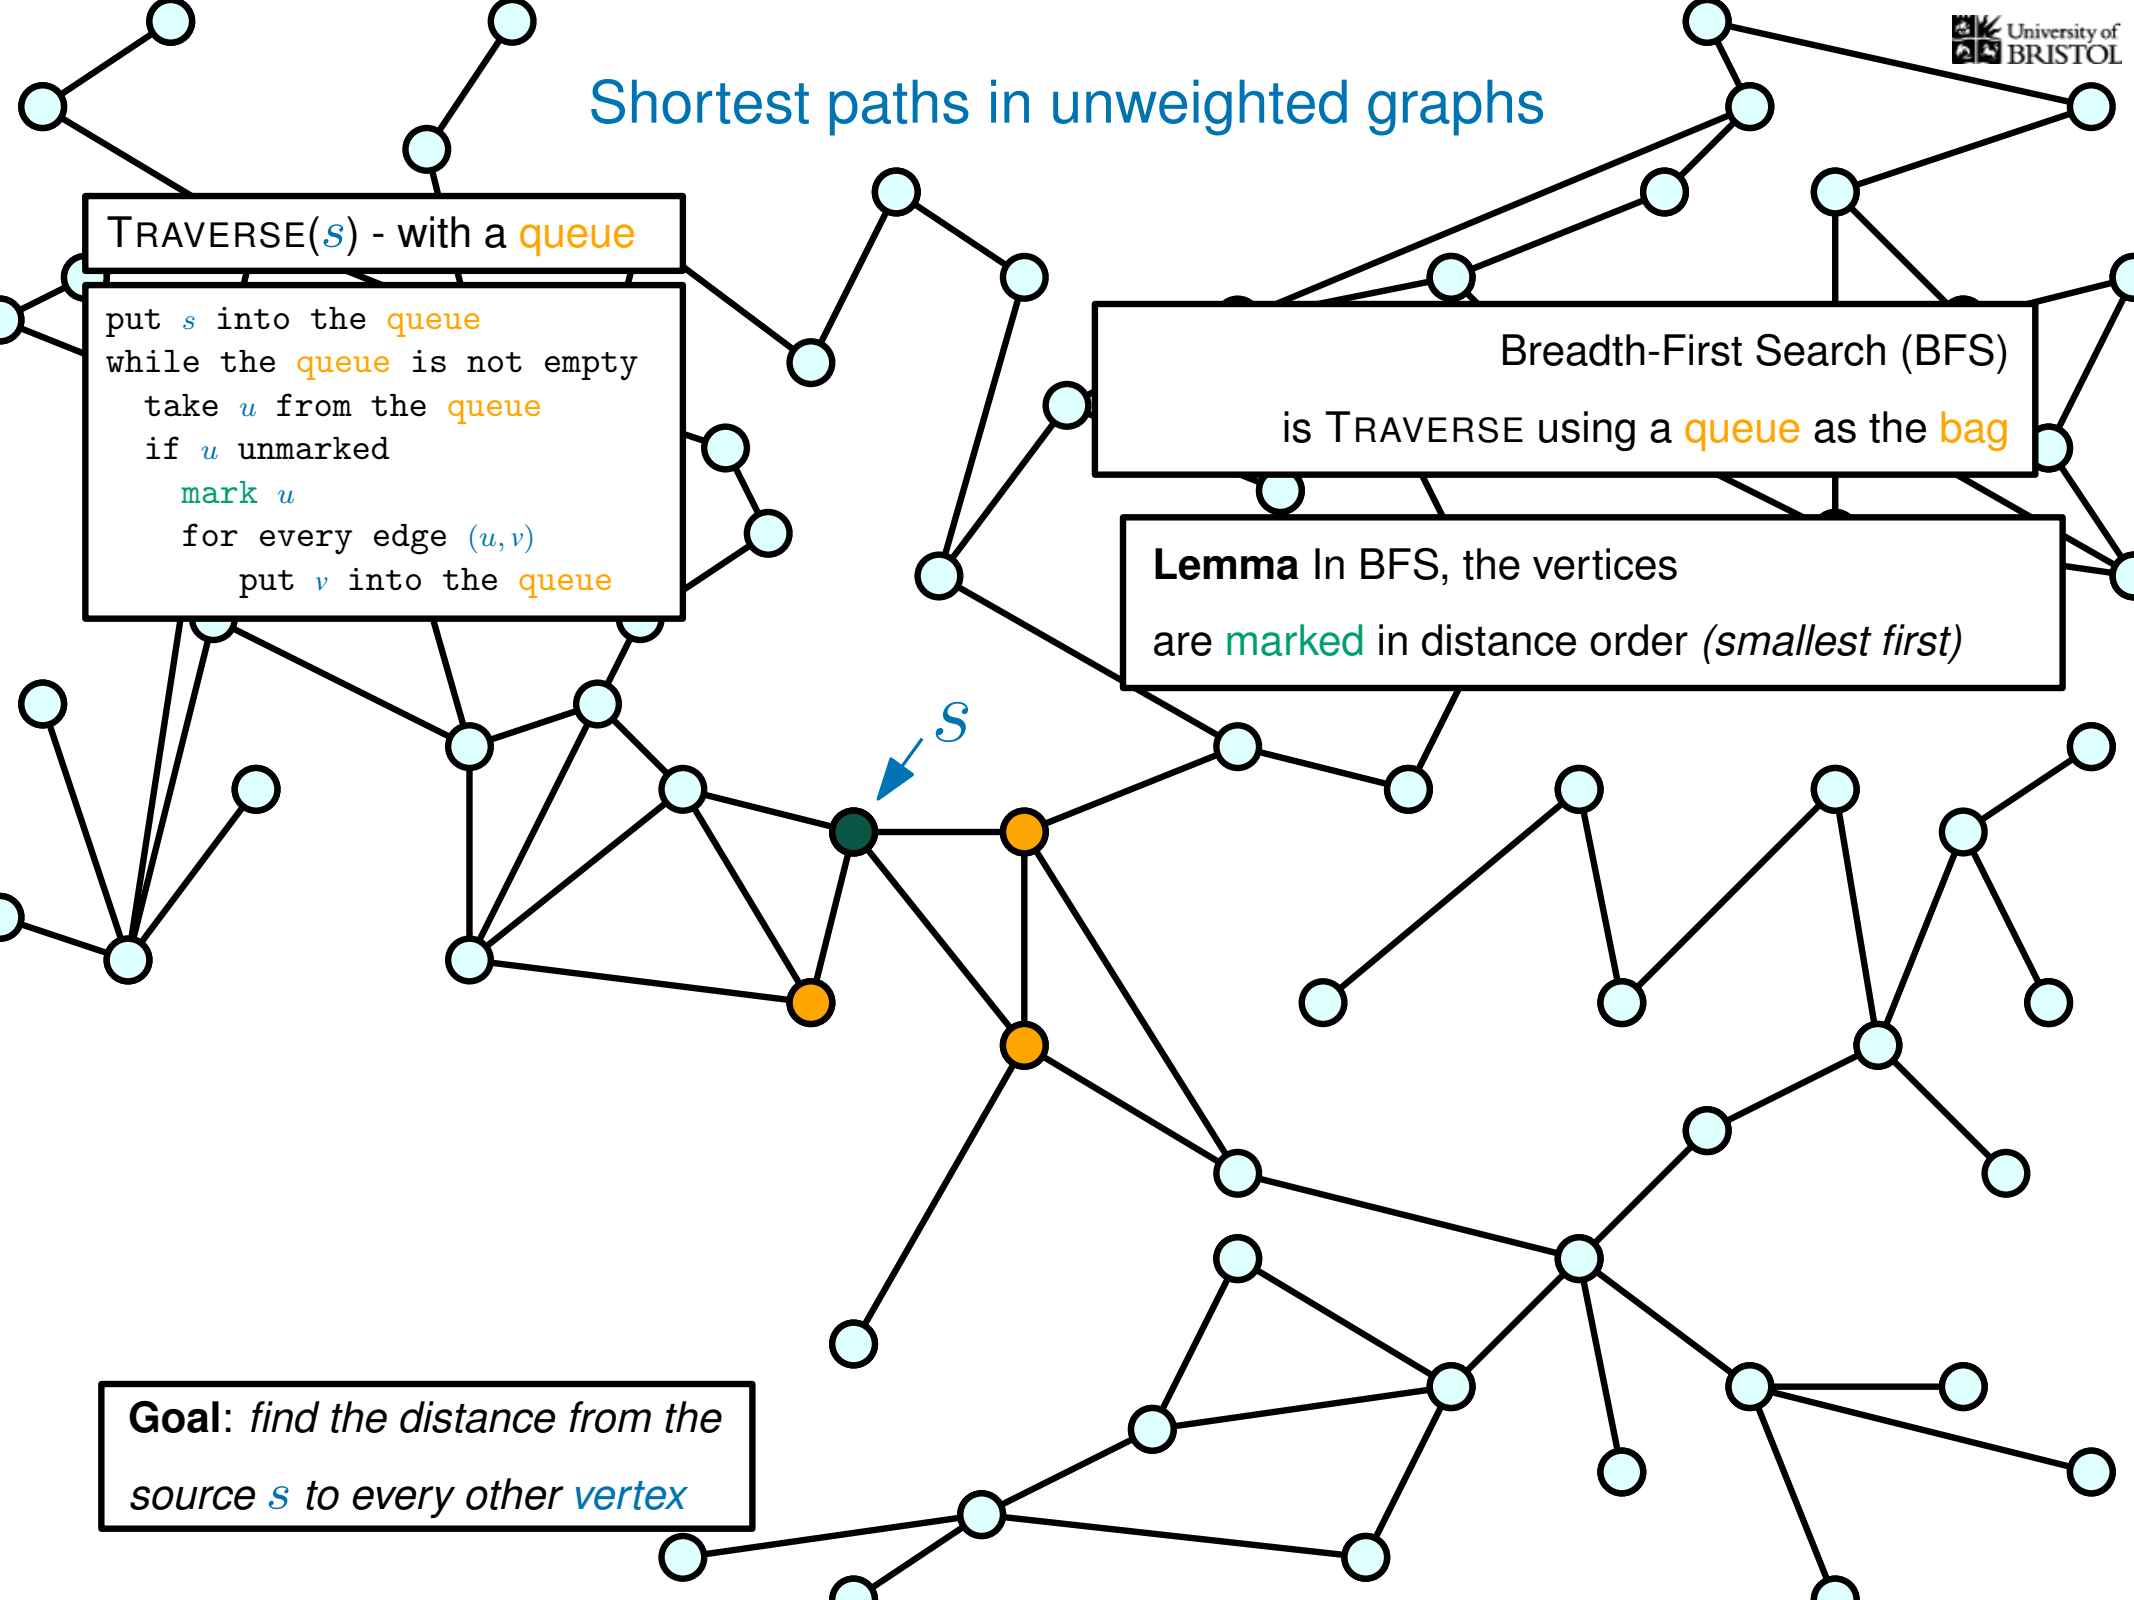 University of
BRISTOL
Shortest paths in unweighted graphs
TRAVERSE(s) - with a queue
put s into the queue
while the queue is not empty
take u from the queue
if u unmarked
mark u
for every edge (u, v)
put v into the queue
Breadth-First Search (BFS)
is TRAVERSE using a queue as the bag
Lemma In BFS, the vertices
are marked in distance order (smallest first)
s
Goal: find the distance from the
source s to every other vertex